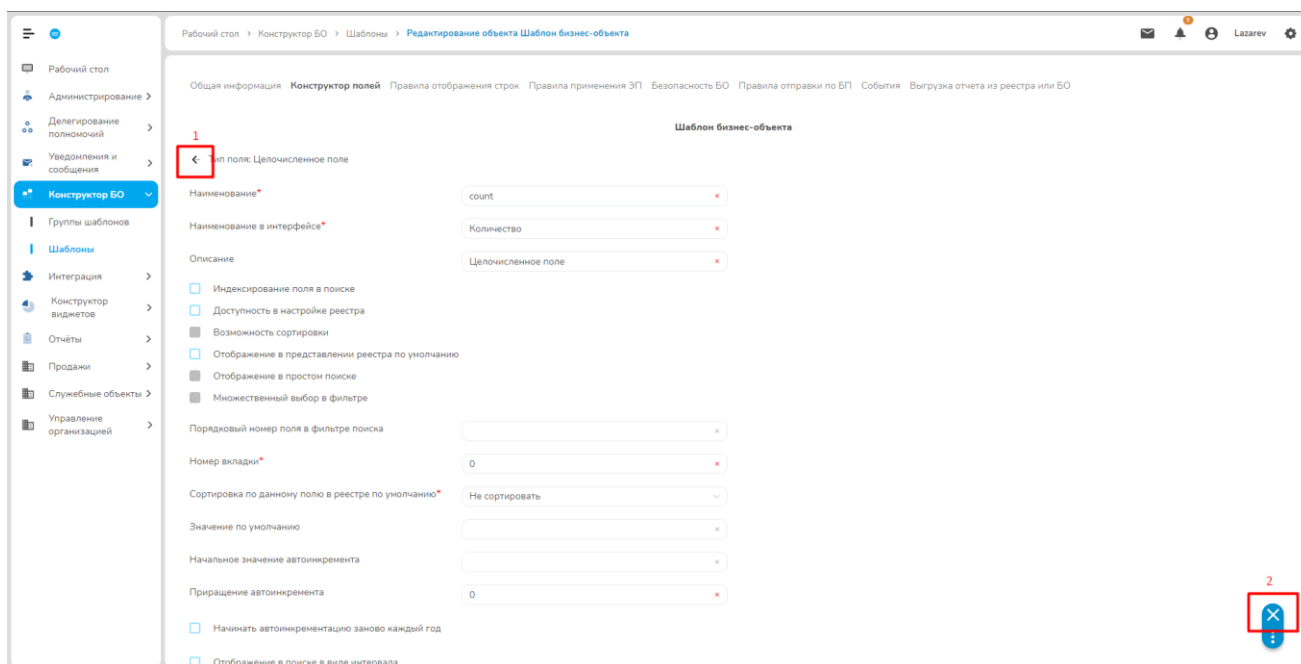 Рабочий стол > Конструктор БО > Шаблоны > Редактирование объекта Шаблон бизнес-объекта
1
Lazarev
Рабочий стол
Администрирование
Делегирование
полномочий
Уведомления и
сообщения
Конструктор БО
Группы шаблонов
Шаблоны
Интеграция
Конструктор
виджетов
Отчёты
Продажи
Служебные объекты
Управление
организацией
Общая информация Конструктор полей Правила отображения строк Правила применения ЭП Безопасность БО Правила отправки по БП События Выгрузка отчета из реестра или БО
Шаблон бизнес-объекта
1
Тип поля: Целочисленное поле
Наименование*
count
Наименование в интерфейсе*
Количество
Описание
Целочисленное поле
Индексирование поля в поиске
Доступность в настройке реестра
Возможность сортировки
Отображение в представлении реестра по умолчанию
Отображение в простом поиске
Множественный выбор в фильтре
Порядковый номер поля в фильтре поиска
Номер вкладки*
0
Сортировка по данному полю в реестре по умолчанию*
Не сортировать
Значение по умолчанию
Начальное значение автоинкремента
Приращение автоинкремента
0
2
Начинать автоинкрементацию заново каждый год
Отображение в поиске в виде интервала